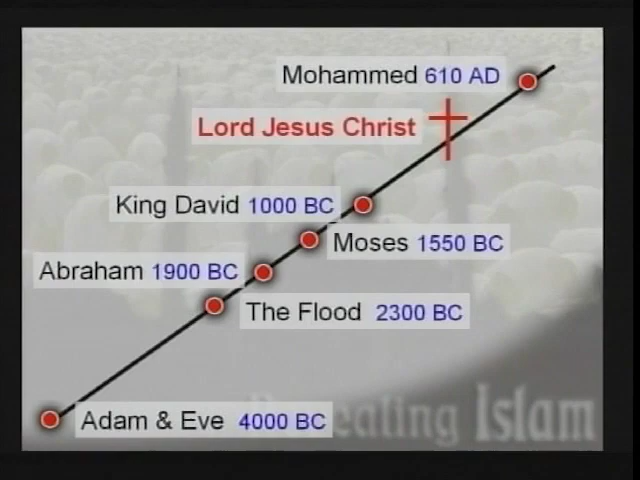 Mohammed 610 AD
Lord Jesus Christ
King David 1000 BC
Moses 1550 BC
Abraham 1900 BC
The Flood 2300 BC
Adam & Eve 4000 BC
Islam